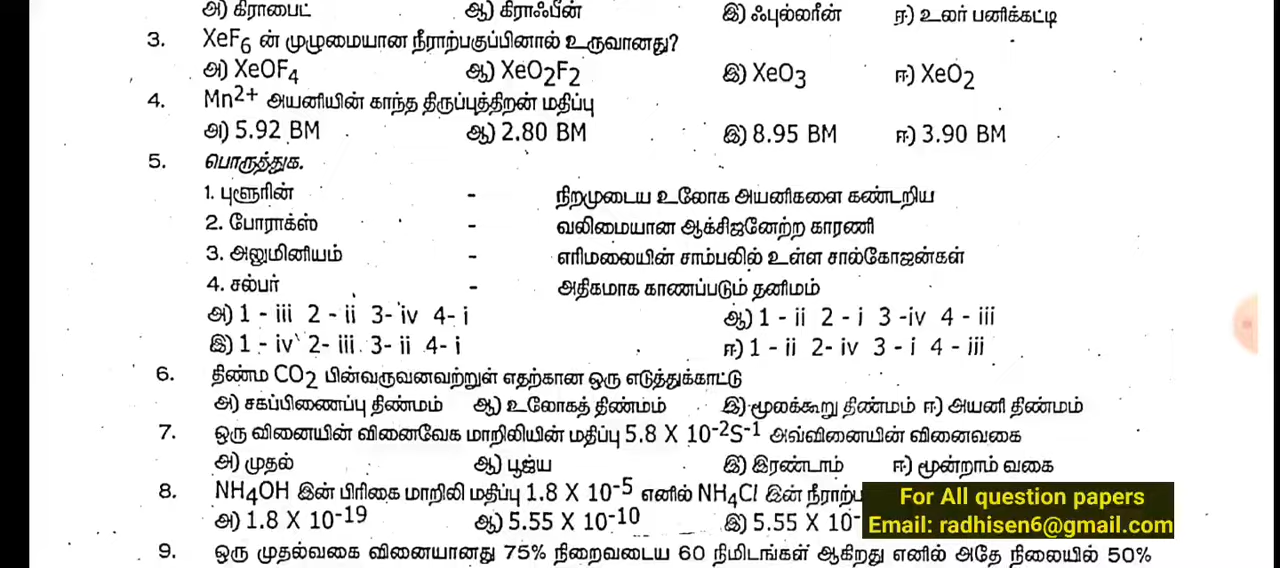 அ) கிராபைட் ஆ) கிராஃபீன் இ) ஃபுல்லரீன் ஈ) உலர் பனிக்கட்டி
3. XeF6 ன் முழுமையான நீராற்பகுப்பினால் உருவானது?
அ) XeOF4 ஆ) XeO2F2 இ) XeO3 ஈ) XeO2
4. Mn2+ அயனியின் காந்த திருப்புத்திறன் மதிப்பு
அ) 5.92 BM ஆ) 2.80 BM இ) 8.95 BM ஈ) 3.90 BM
5. பொருத்துக.
1. புளூரின் - நிறமுடைய உலோக அயனிகளை கண்டறிய
2. போராக்ஸ் - வலிமையான ஆக்சிஜனேற்ற காரணி
3. அலுமினியம் - எரிமலையின் சாம்பலில் உள்ள சால்கோஜன்கள்
4. சல்பர் - அதிகமாக காணப்படும் தனிமம்
அ) 1 - iii 2 - ii 3- iv 4- i ஆ) 1 - ii 2 - i 3 -iv 4 - iii
இ) 1 - iv 2- iii 3- ii 4- i ஈ) 1 - ii 2- iv 3 - i 4 - iii
6. திண்ம CO2 பின்வருவனவற்றுள் எதற்கான ஒரு எடுத்துக்காட்டு
அ) சகப்பிணைப்பு திண்மம் ஆ) உலோகத் திண்மம் இ) மூலக்கூறு திண்மம் ஈ) அயனி திண்மம்
7. ஒரு வினையின் வினைவேக மாறிலியின் மதிப்பு 5.8 X 10-2S-1 அவ்வினையின் வினைவகை
அ) முதல் ஆ) பூஜ்ய இ) இரண்டாம் ஈ) மூன்றாம் வகை
8. NH4OH இன் பிரிகை மாறிலி மதிப்பு 1.8 X 10-5 எனில் NH4Cl இன் நீராற்ப
அ) 1.8 X 10-19 ஆ) 5.55 X 10-10 இ) 5.55 X 10-
For All question papers
Email: radhisen6@gmail.com
9. ஒரு முதல்வகை வினையானது 75% நிறைவடைய 60 நிமிடங்கள் ஆகிறது எனில் அதே நிலையில் 50%